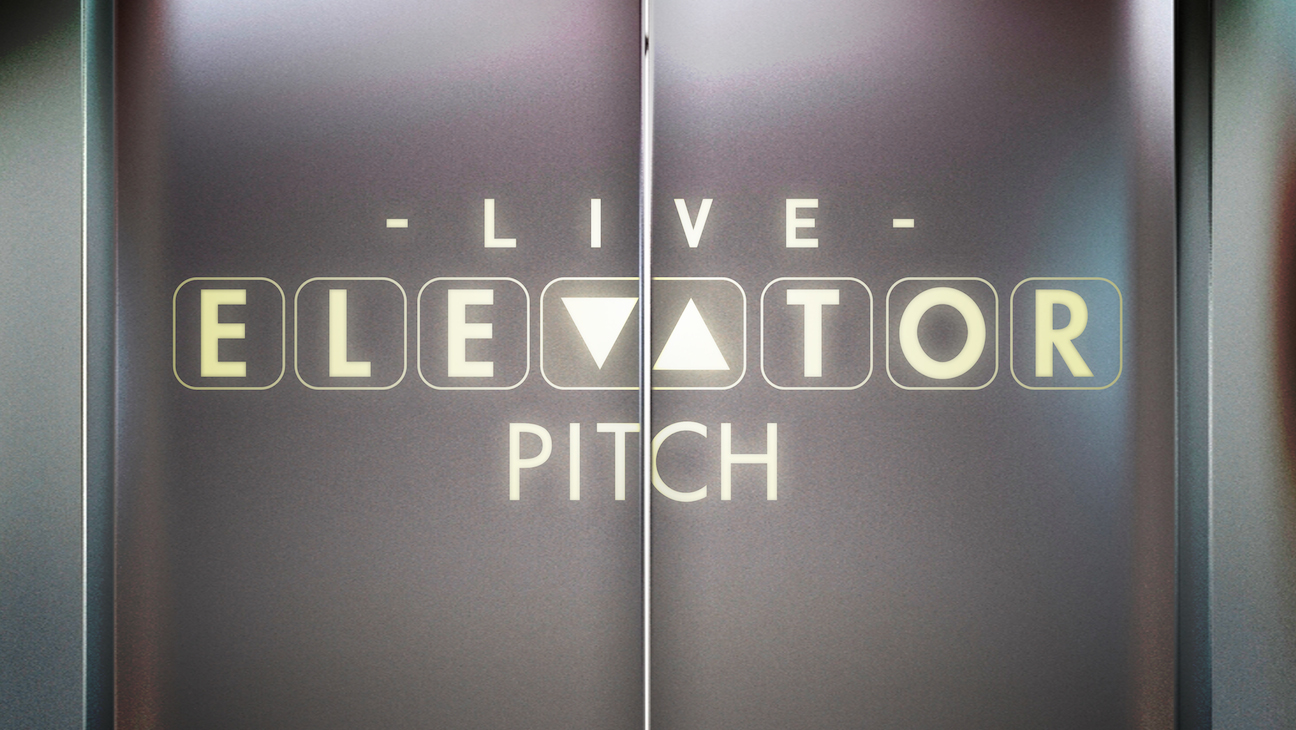 - LIVE -
ELE▼▲TOR
PITCH